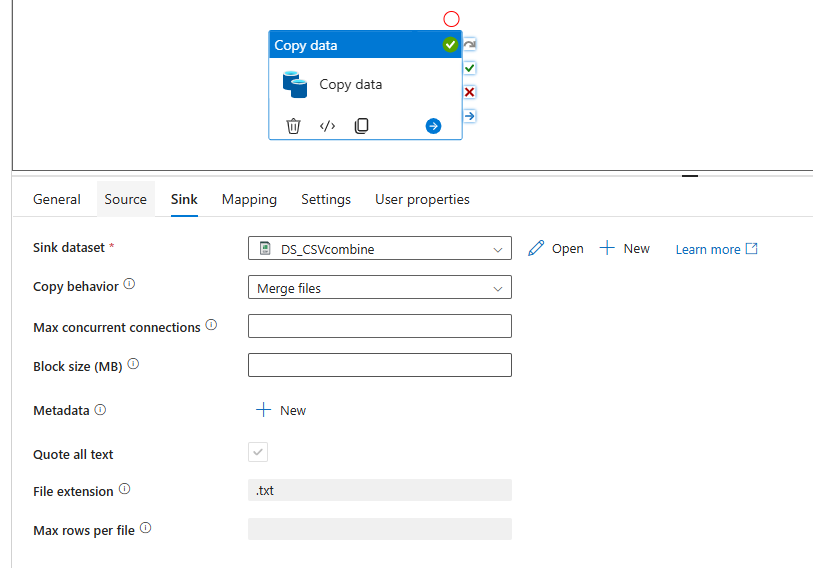 Copy data
Copy data
General Source Sink Mapping Settings User properties
Sink dataset * DS_CSVcombine Open New Learn more
Copy behavior Merge files
Max concurrent connections
Block size (MB)
Metadata New
Quote all text
File extension .txt
Max rows per file